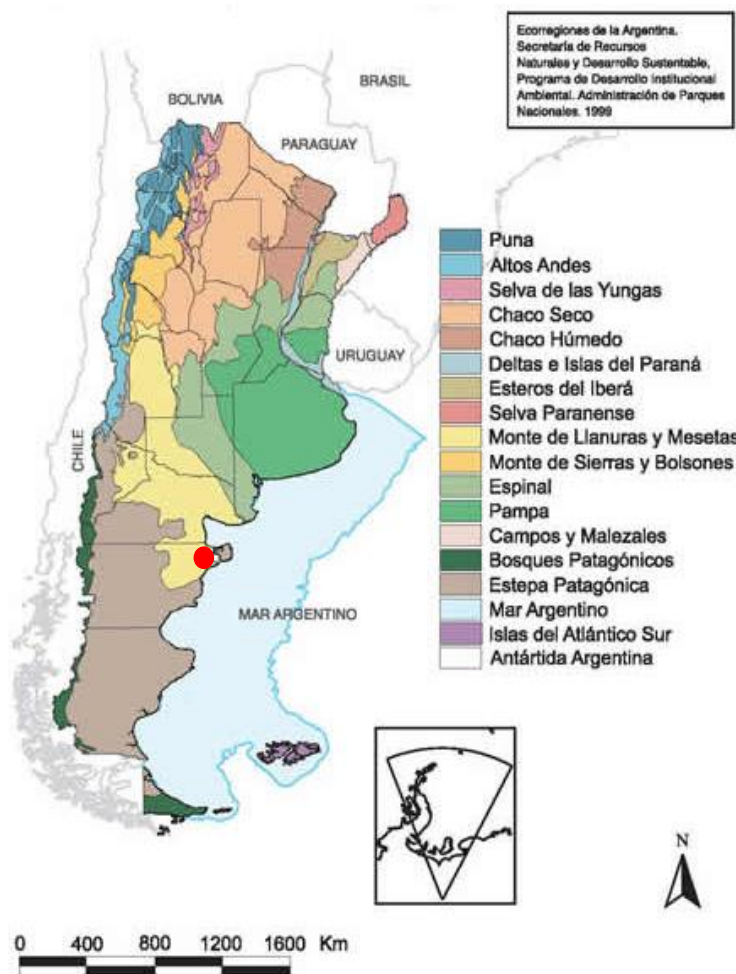 Ecorregiones de la Argentina.
Secretaría de Recursos
Naturales y Desarrollo Sustentable,
Programa de Desarrollo Institucional
Ambiental. Administración de Parques
Nacionales. 1999
BRASIL
BOLIVIA
PARAGUAY
URUGUAY
CHILE
MAR ARGENTINO
Puna
Altos Andes
Selva de las Yungas
Chaco Seco
Chaco Húmedo
Deltas e Islas del Paraná
Esteros del Iberá
Selva Paranense
Monte de Llanuras y Mesetas
Monte de Sierras y Bolsones
Espinal
Pampa
Campos y Malezales
Bosques Patagónicos
Estepa Patagónica
Mar Argentino
Islas del Atlántico Sur
Antártida Argentina
N
0 400 800 1200 1600 Km